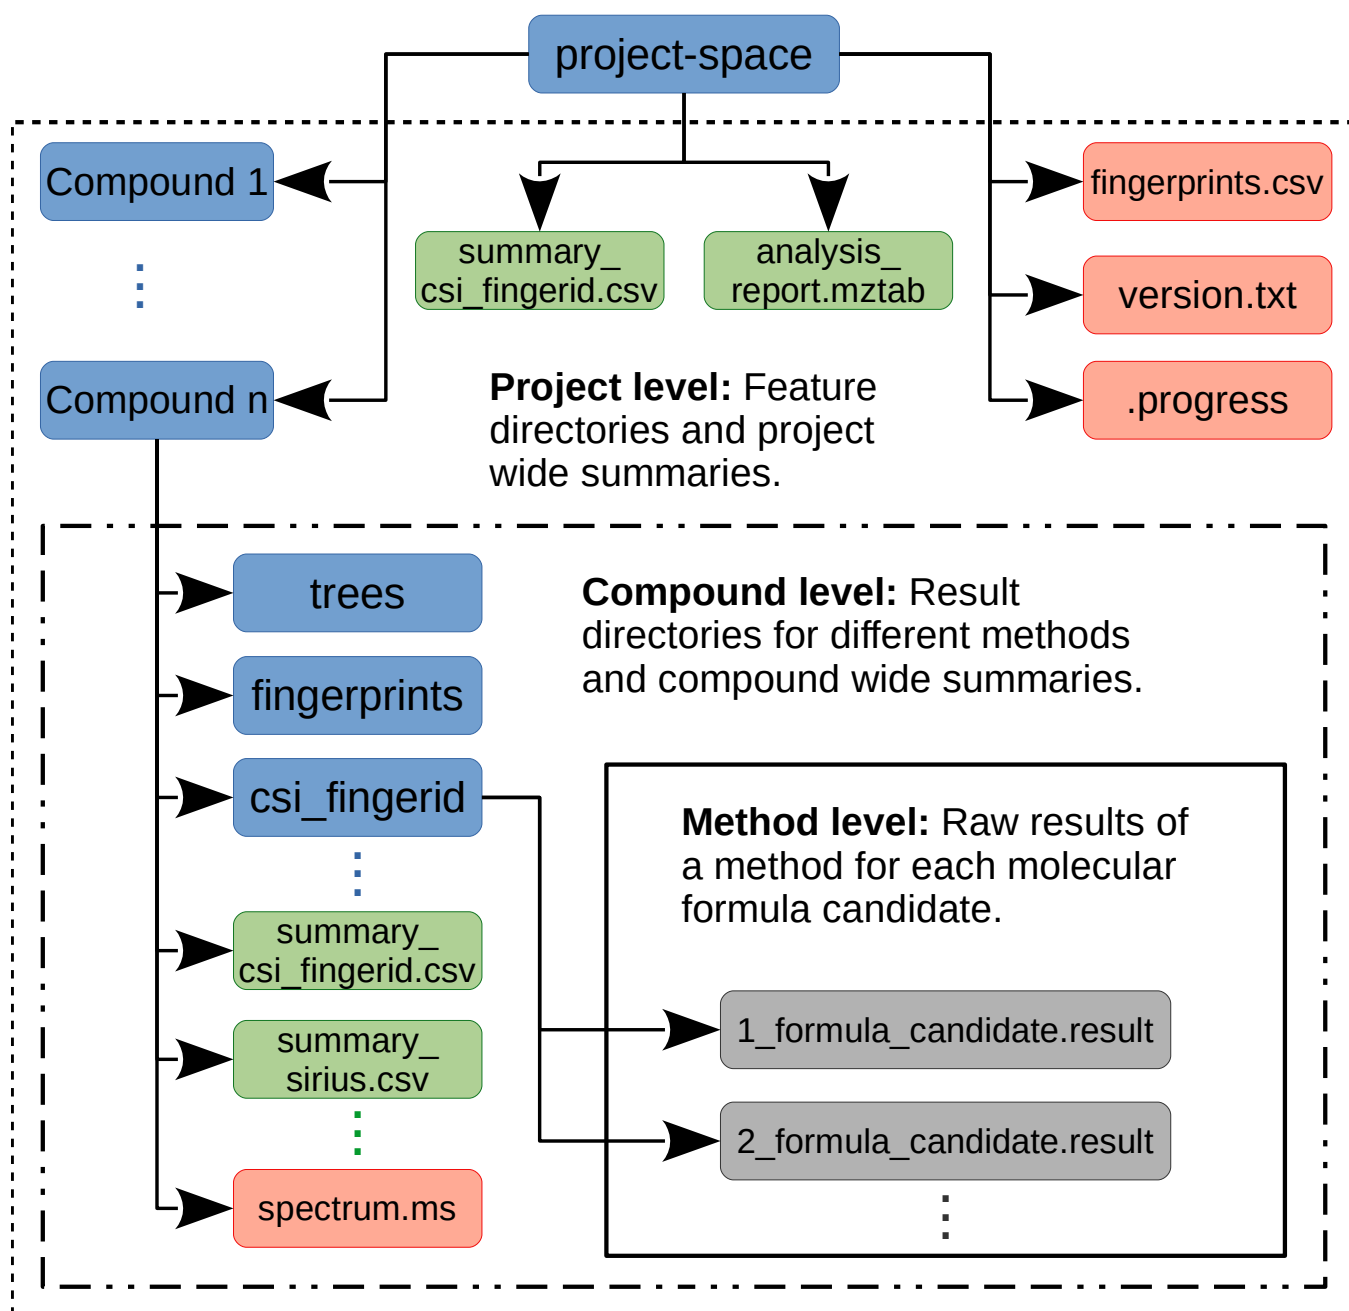 project-space
Compound 1
fingerprints.csv
summary_
csi_fingerid.csv
analysis_
report.mztab
version.txt
Compound n
.progress
Project level: Feature
directories and project
wide summaries.
trees
fingerprints
csi_fingerid
summary_
csi_fingerid.csv
summary_
sirius.csv
spectrum.ms
Compound level: Result
directories for different methods
and compound wide summaries.
Method level: Raw results of
a method for each molecular
formula candidate.
1_formula_candidate.result
2_formula_candidate.result